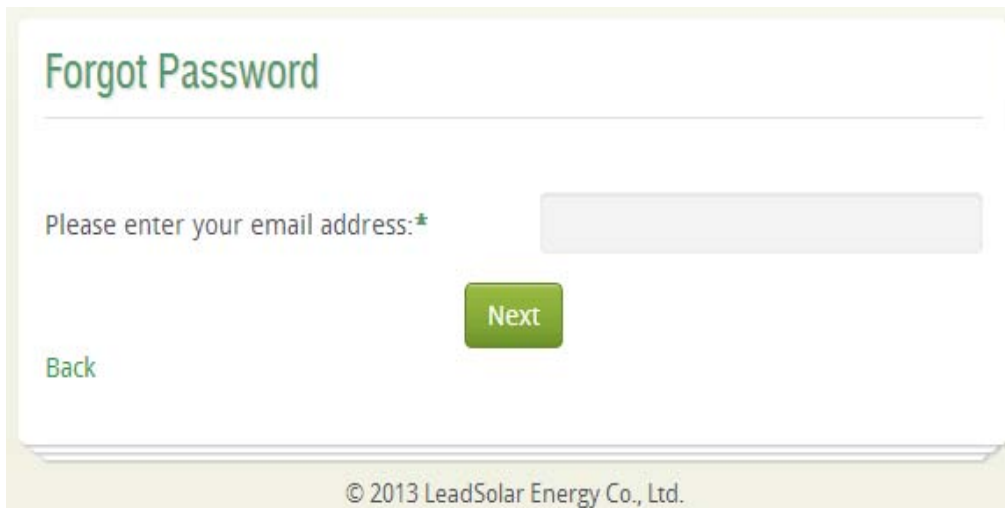 Forgot Password
Please enter your email address:*
Next
Back
© 2013 LeadSolar Energy Co., Ltd.